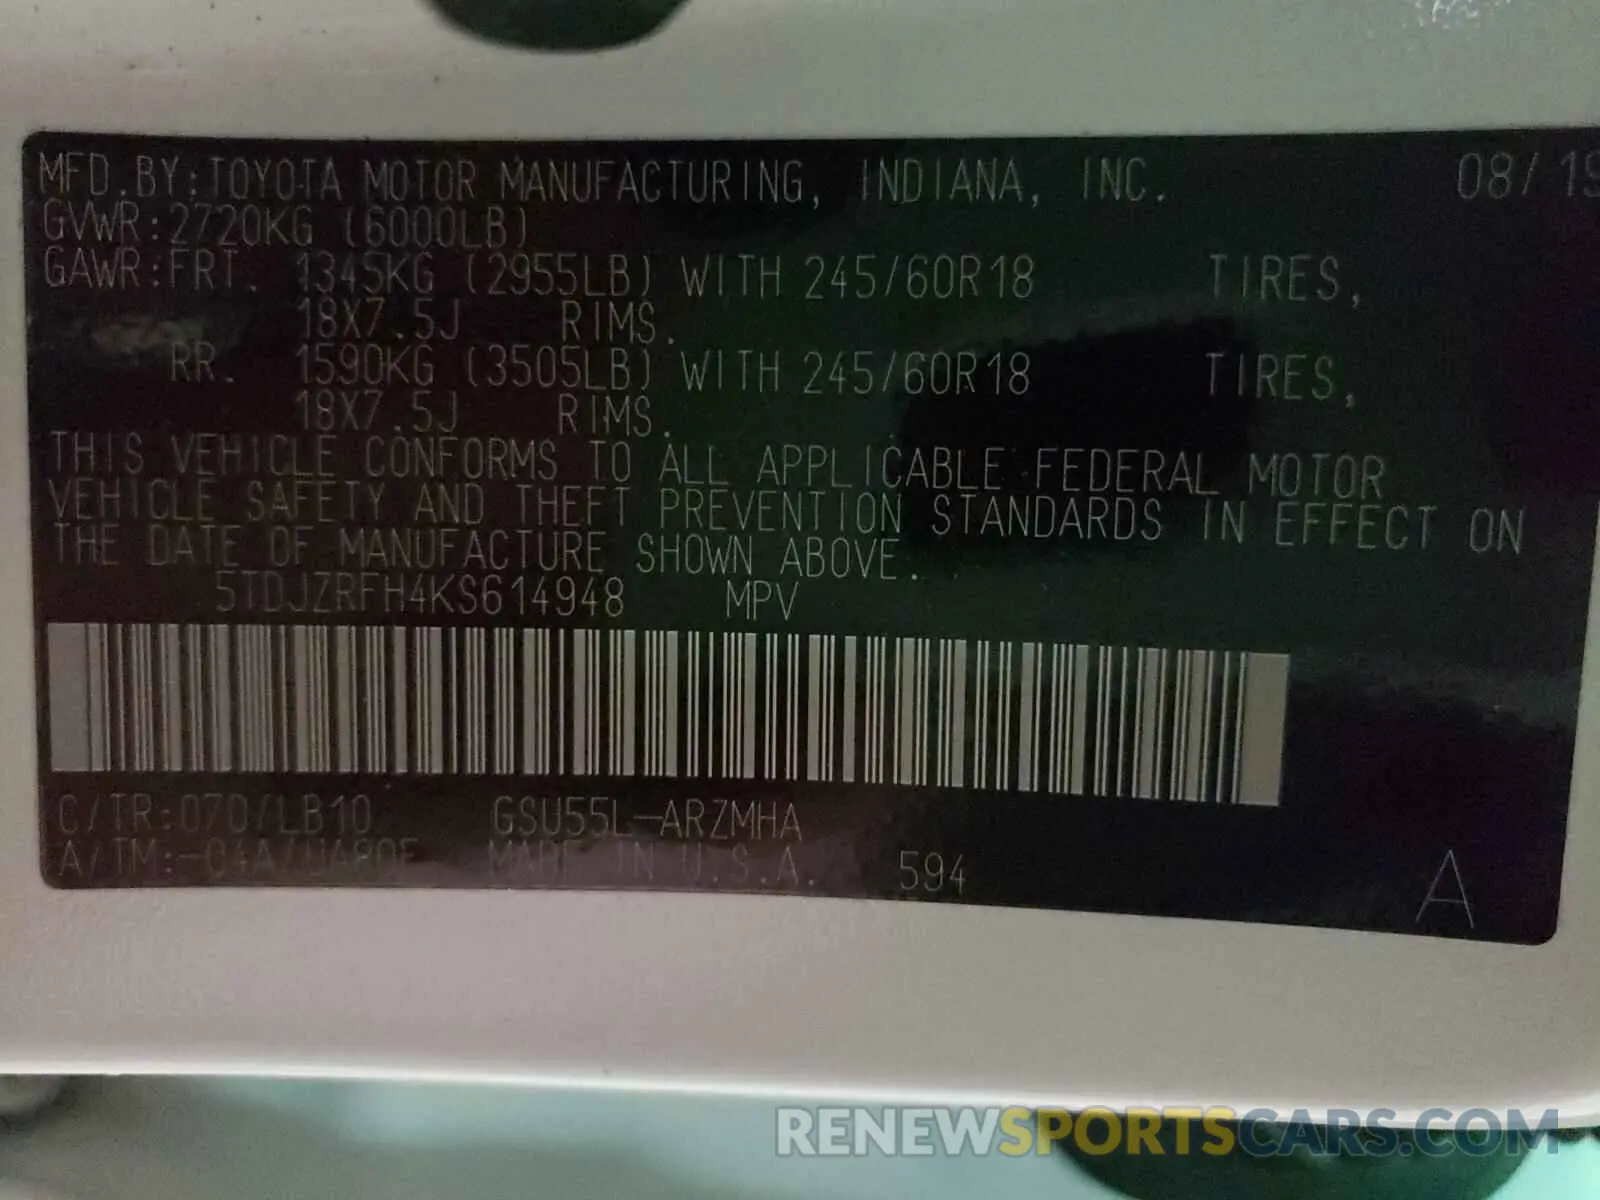 MFD.BY:TOYOTA MOTOR MANUFACTURING, INDIANA, INC. 08/19
GVWR:2720KG (6000LB)
GAWR:FRT. 1345KG (2955LB) WITH 245/60R18 TIRES,
18X7.5J RIMS.
RR. 1590KG (3505LB) WITH 245/60R18 TIRES,
18X7.5J RIMS.
THIS VEHICLE CONFORMS TO ALL APPLICABLE FEDERAL MOTOR
VEHICLE SAFETY AND THEFT PREVENTION STANDARDS IN EFFECT ON
THE DATE OF MANUFACTURE SHOWN ABOVE.
5TDJZRFH4KS614948 MPV
C/TR:070/LB10 GSU55L-ARZMHA
A/TM:-04A/UA80F MADE IN U.S.A. 594 A
RENEWSPORTSCARS.COM